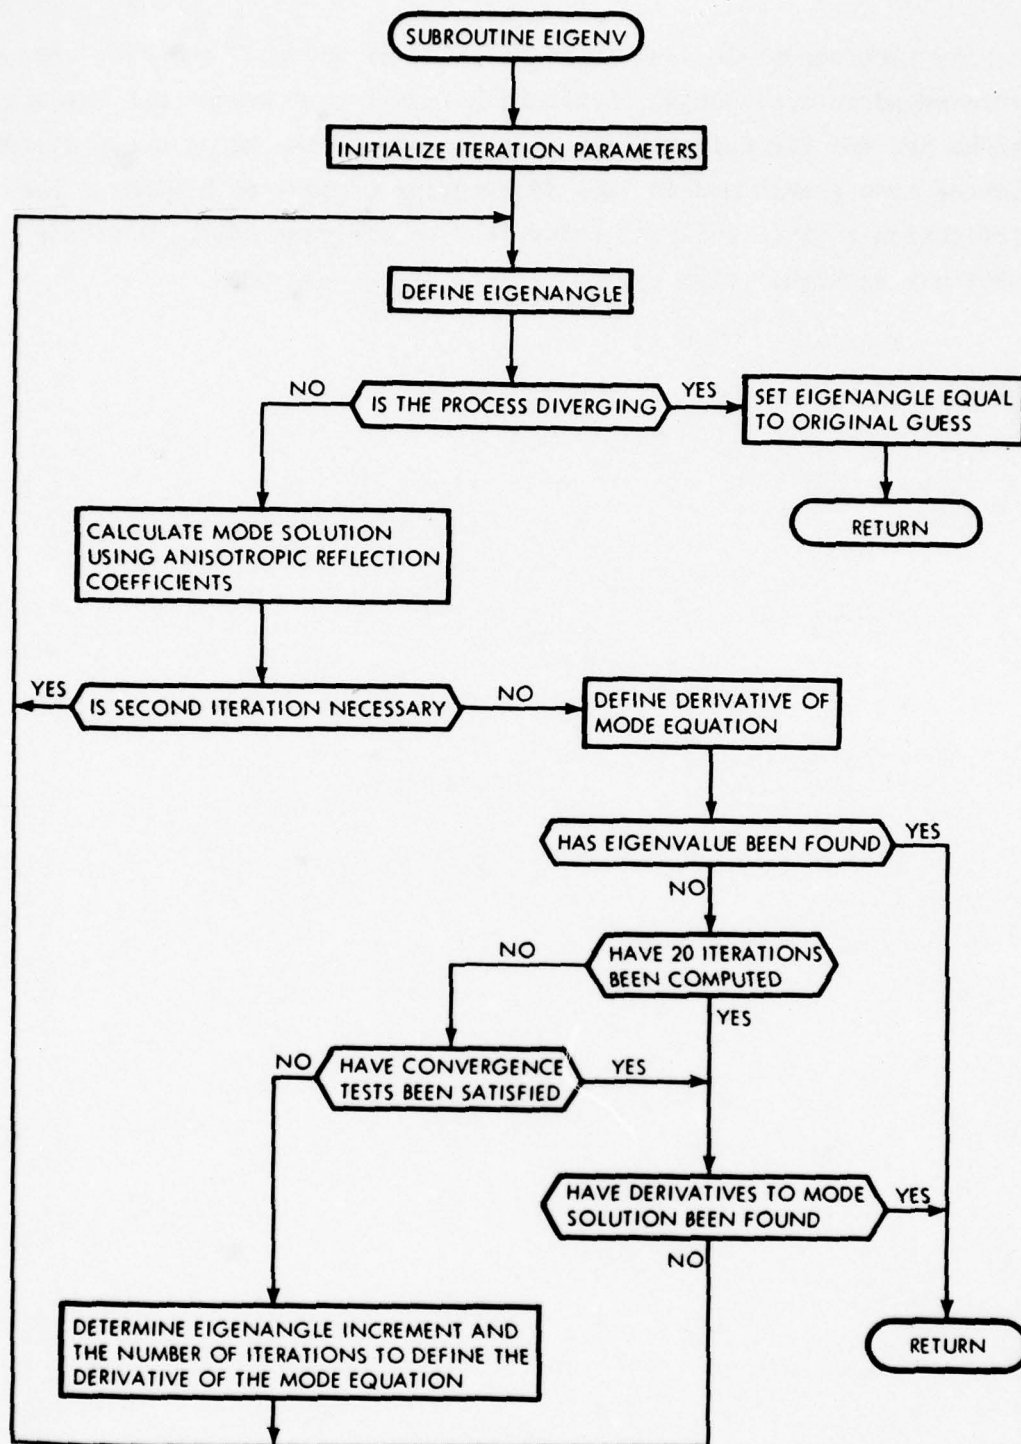 SUBROUTINE EIGENV
INITIALIZE ITERATION PARAMETERS
DEFINE EIGENANGLE
NO
IS THE PROCESS DIVERGING
YES
SET EIGENANGLE EQUAL
TO ORIGINAL GUESS
RETURN
CALCULATE MODE SOLUTION
USING ANISOTROPIC REFLECTION
COEFFICIENTS
YES
IS SECOND ITERATION NECESSARY
NO
DEFINE DERIVATIVE OF
MODE EQUATION
HAS EIGENVALUE BEEN FOUND
YES
NO
NO
HAVE 20 ITERATIONS
BEEN COMPUTED
YES
NO
HAVE CONVERGENCE
TESTS BEEN SATISFIED
YES
HAVE DERIVATIVES TO MODE
SOLUTION BEEN FOUND
YES
NO
DETERMINE EIGENANGLE INCREMENT AND
THE NUMBER OF ITERATIONS TO DEFINE THE
DERIVATIVE OF THE MODE EQUATION
RETURN